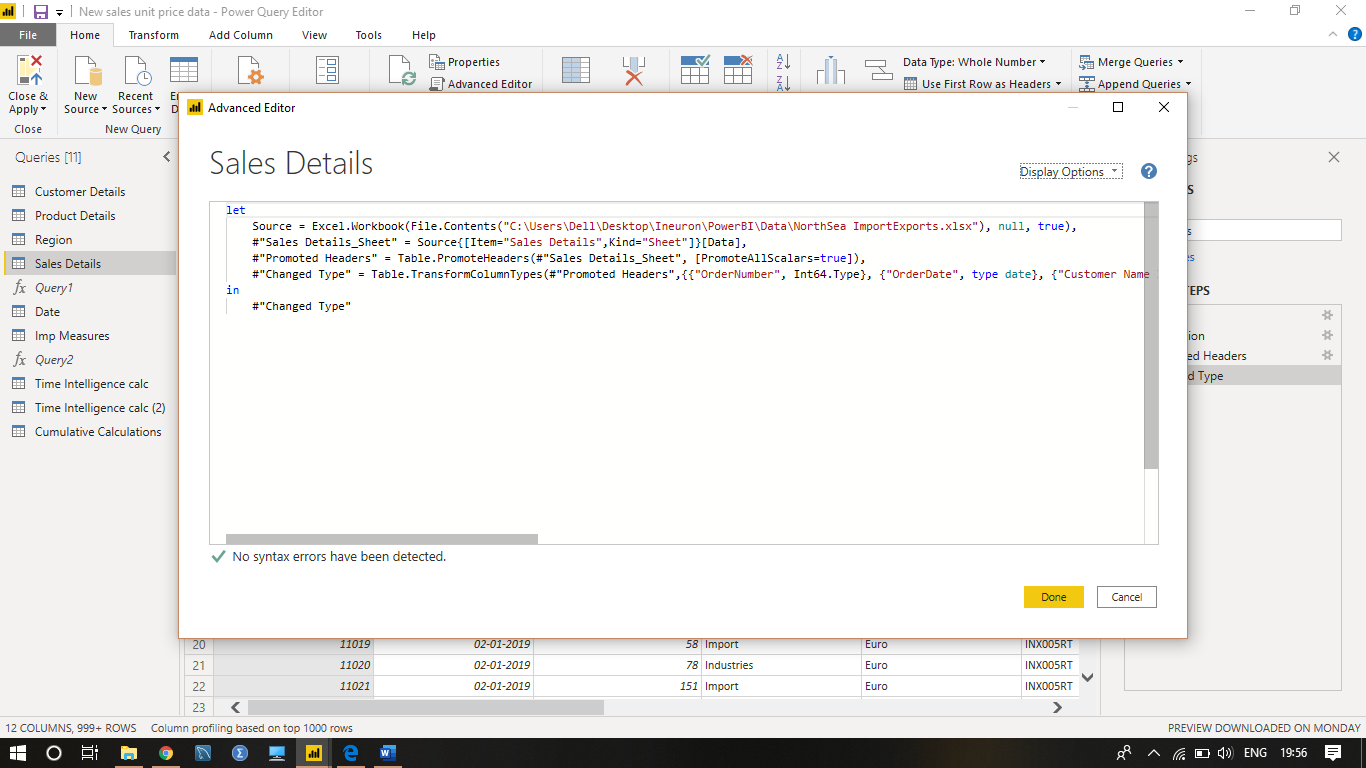 New sales unit price data - Power Query Editor
File Home Transform Add Column View Tools Help
Close & Apply
New Source
Recent Sources
Properties
Advanced Editor
Data Type: Whole Number
Use First Row as Headers
Merge Queries
Append Queries
Close
New Query
Queries [11]
Customer Details
Product Details
Region
Sales Details
fx Query1
Date
Imp Measures
fx Query2
Time Intelligence calc
Time Intelligence calc (2)
Cumulative Calculations
Advanced Editor
Sales Details
Display Options
let
Source = Excel.Workbook(File.Contents("C:\Users\Dell\Desktop\Ineuron\PowerBI\Data\NorthSea ImportExports.xlsx"), null, true),
#"Sales Details_Sheet" = Source{[Item="Sales Details",Kind="Sheet"]}[Data],
#"Promoted Headers" = Table.PromoteHeaders(#"Sales Details_Sheet", [PromoteAllScalars=true]),
#"Changed Type" = Table.TransformColumnTypes(#"Promoted Headers",{{"OrderNumber", Int64.Type}, {"OrderDate", type date}, {"Customer Name
in
#"Changed Type"
No syntax errors have been detected.
Done Cancel
20 11019 02-01-2019 58 Import Euro INX005RT
21 11020 02-01-2019 78 Industries Euro INX005RT
22 11021 02-01-2019 151 Import Euro INX005RT
23
12 COLUMNS, 999+ ROWS Column profiling based on top 1000 rows
PREVIEW DOWNLOADED ON MONDAY
ENG 19:56